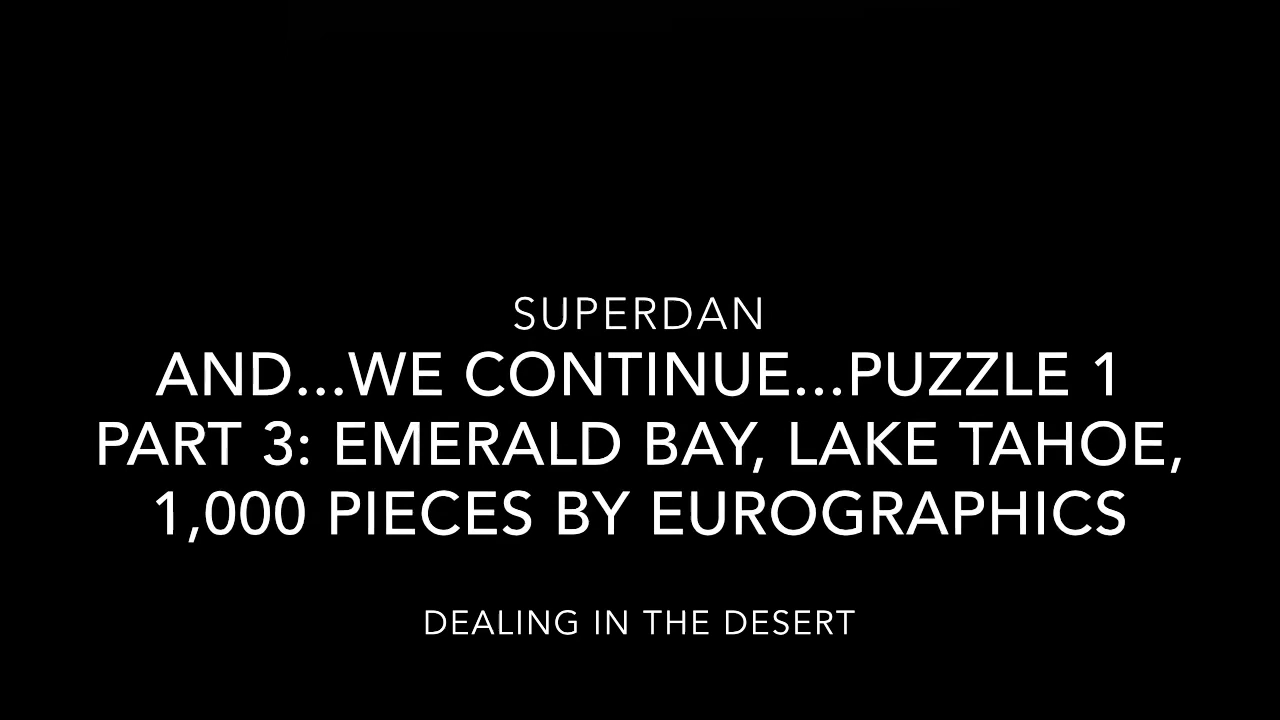 SUPERDAN
AND...WE CONTINUE...PUZZLE 1
PART 3: EMERALD BAY, LAKE TAHOE,
1,000 PIECES BY EUROGRAPHICS
DEALING IN THE DESERT